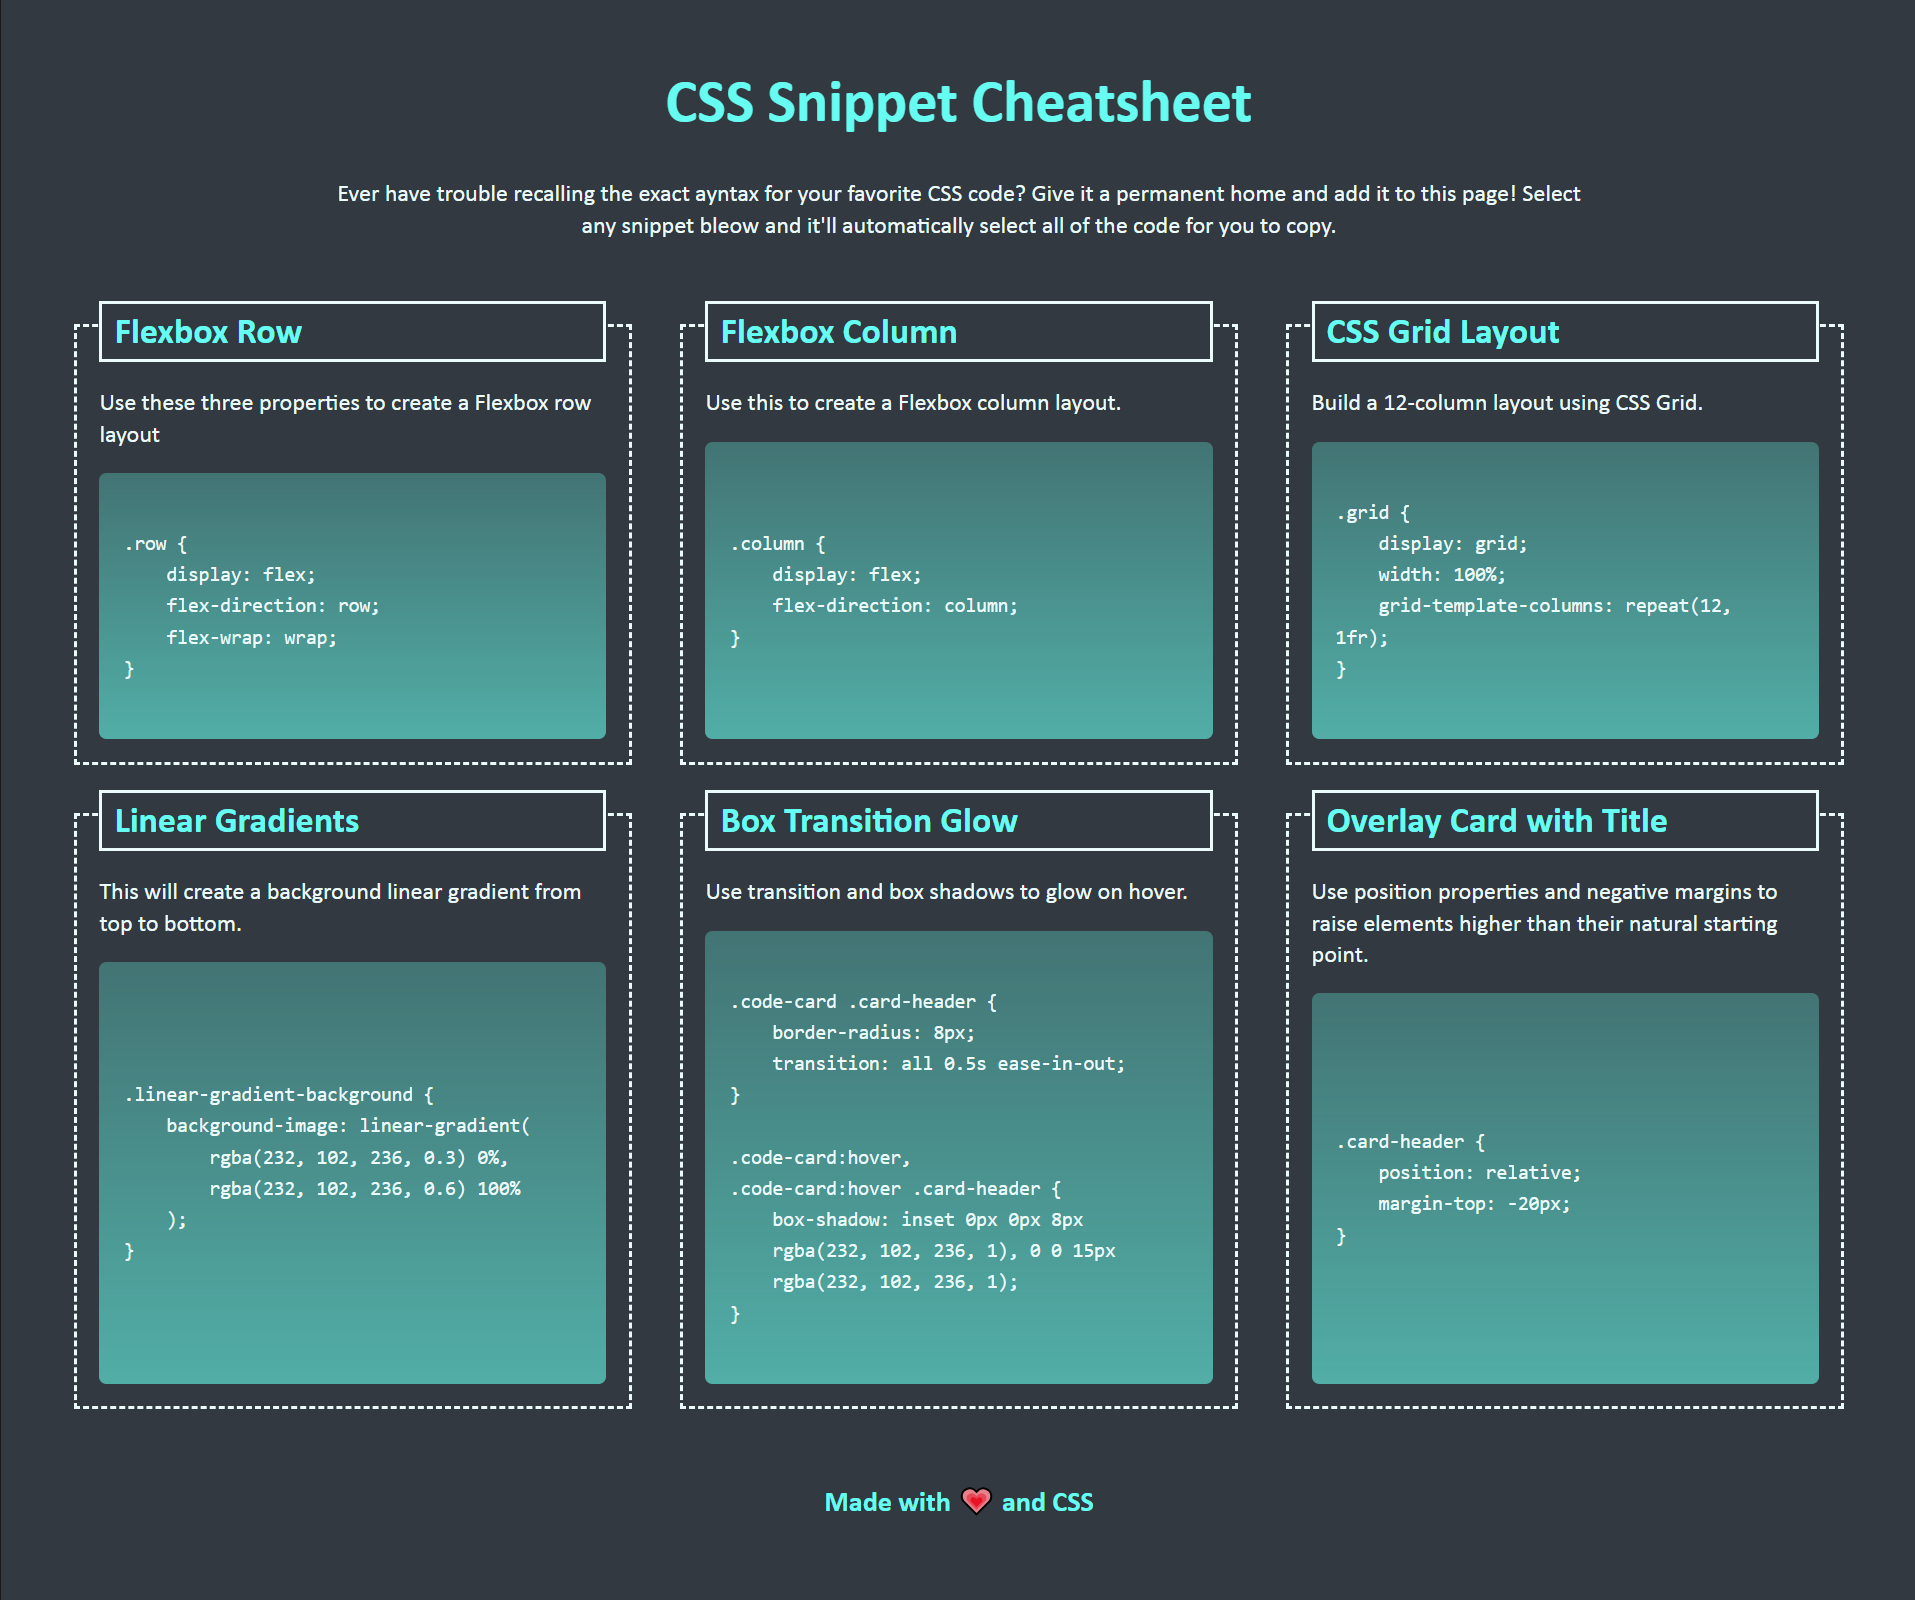 CSS Snippet Cheatsheet
Ever have trouble recalling the exact ayntax for your favorite CSS code? Give it a permanent home and add it to this page! Select
any snippet bleow and it'll automatically select all of the code for you to copy.
Flexbox Row
Use these three properties to create a Flexbox row
layout
.row {
    display: flex;
    flex-direction: row;
    flex-wrap: wrap;
}
Flexbox Column
Use this to create a Flexbox column layout.
.column {
    display: flex;
    flex-direction: column;
}
CSS Grid Layout
Build a 12-column layout using CSS Grid.
.grid {
    display: grid;
    width: 100%;
    grid-template-columns: repeat(12,
1fr);
}
Linear Gradients
This will create a background linear gradient from
top to bottom.
.linear-gradient-background {
    background-image: linear-gradient(
        rgba(232, 102, 236, 0.3) 0%,
        rgba(232, 102, 236, 0.6) 100%
    );
}
Box Transition Glow
Use transition and box shadows to glow on hover.
.code-card .card-header {
    border-radius: 8px;
    transition: all 0.5s ease-in-out;
}
.code-card:hover,
.code-card:hover .card-header {
    box-shadow: inset 0px 0px 8px
    rgba(232, 102, 236, 1), 0 0 15px
    rgba(232, 102, 236, 1);
}
Overlay Card with Title
Use position properties and negative margins to
raise elements higher than their natural starting
point.
.card-header {
    position: relative;
    margin-top: -20px;
}
Made with ❤️ and CSS